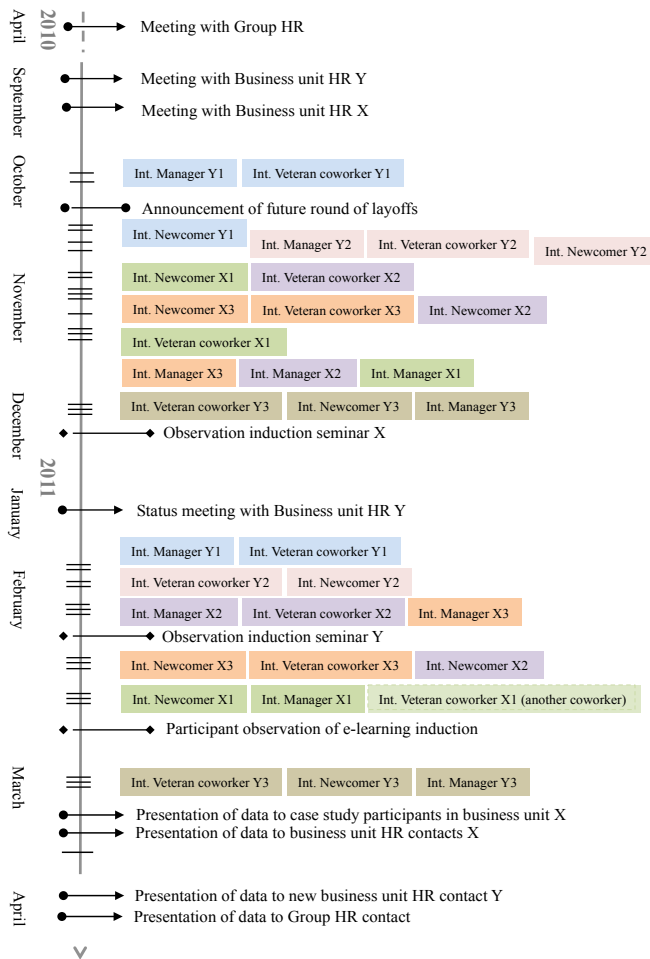 2010
April
Meeting with Group HR
September
Meeting with Business unit HR Y
Meeting with Business unit HR X
October
Int. Manager Y1
Int. Veteran coworker Y1
Announcement of future round of layoffs
Int. Newcomer Y1
Int. Manager Y2
Int. Veteran coworker Y2
Int. Newcomer Y2
November
Int. Newcomer X1
Int. Veteran coworker X2
Int. Newcomer X3
Int. Veteran coworker X3
Int. Newcomer X2
Int. Veteran coworker X1
Int. Manager X3
Int. Manager X2
Int. Manager X1
December
Int. Veteran coworker Y3
Int. Newcomer Y3
Int. Manager Y3
Observation induction seminar X
2011
January
Status meeting with Business unit HR Y
Int. Manager Y1
Int. Veteran coworker Y1
February
Int. Veteran coworker Y2
Int. Newcomer Y2
Int. Manager X2
Int. Veteran coworker X2
Int. Manager X3
Observation induction seminar Y
Int. Newcomer X3
Int. Veteran coworker X3
Int. Newcomer X2
Int. Newcomer X1
Int. Manager X1
Int. Veteran coworker X1 (another coworker)
Participant observation of e-learning induction
March
Int. Veteran coworker Y3
Int. Newcomer Y3
Int. Manager Y3
Presentation of data to case study participants in business unit X
Presentation of data to business unit HR contacts X
April
Presentation of data to new business unit HR contact Y
Presentation of data to Group HR contact